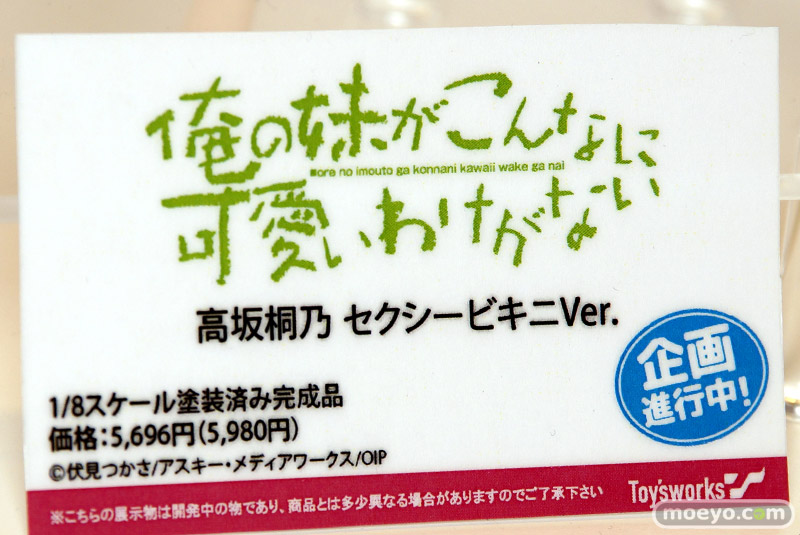 俺の妹がこんなに
■ore no imouto ga konnani kawaii wake ga nai
可愛いわけがない
高坂桐乃 セクシービキニVer.
企画
進行中!
1/8スケール塗装済み完成品
価格：5,696円（5,980円）
©伏見つかさ/アスキー・メディアワークス/OIP
※こちらの展示物は開発中の物であり、商品とは多少異なる場合がありますのでご了承下さい
Toy'sworks
moeyo.com